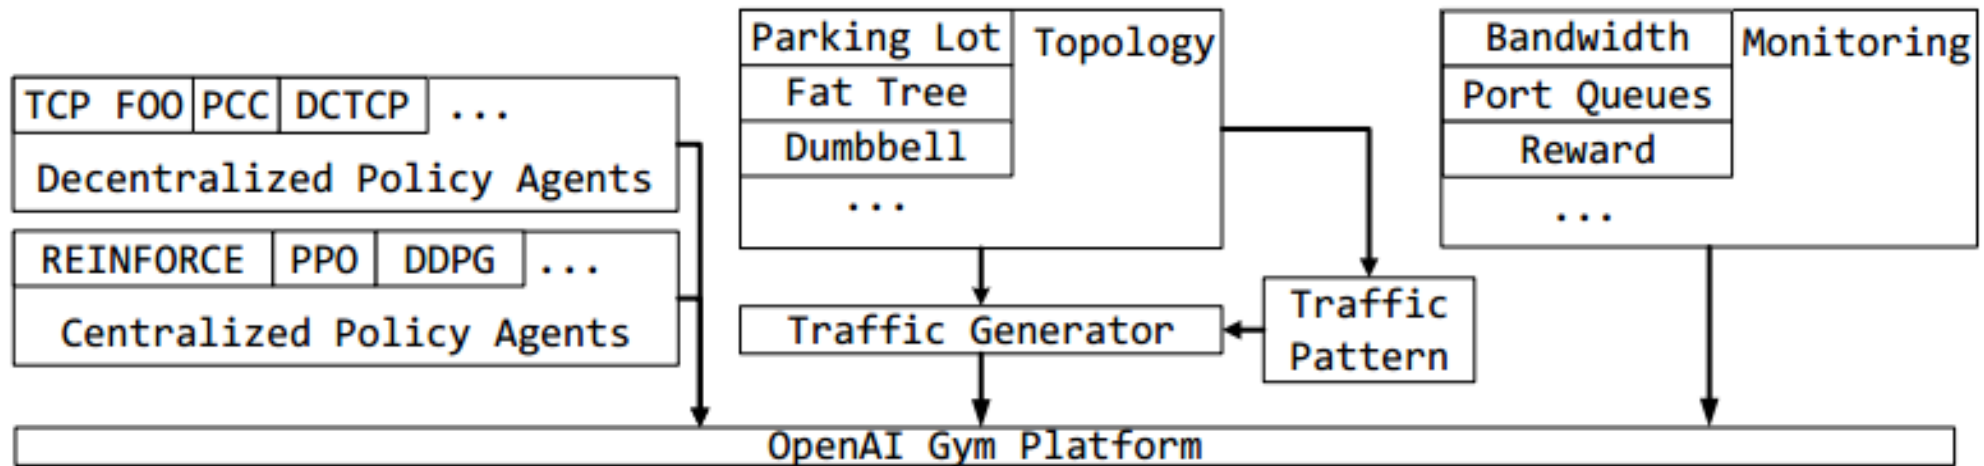 TCP FOO PCC DCTCP ...
Decentralized Policy Agents
REINFORCE PPO DDPG ...
Centralized Policy Agents
Parking Lot
Topology
Fat Tree
Dumbbell
...
Traffic Generator
Traffic
Pattern
Bandwidth
Monitoring
Port Queues
Reward
...
OpenAI Gym Platform